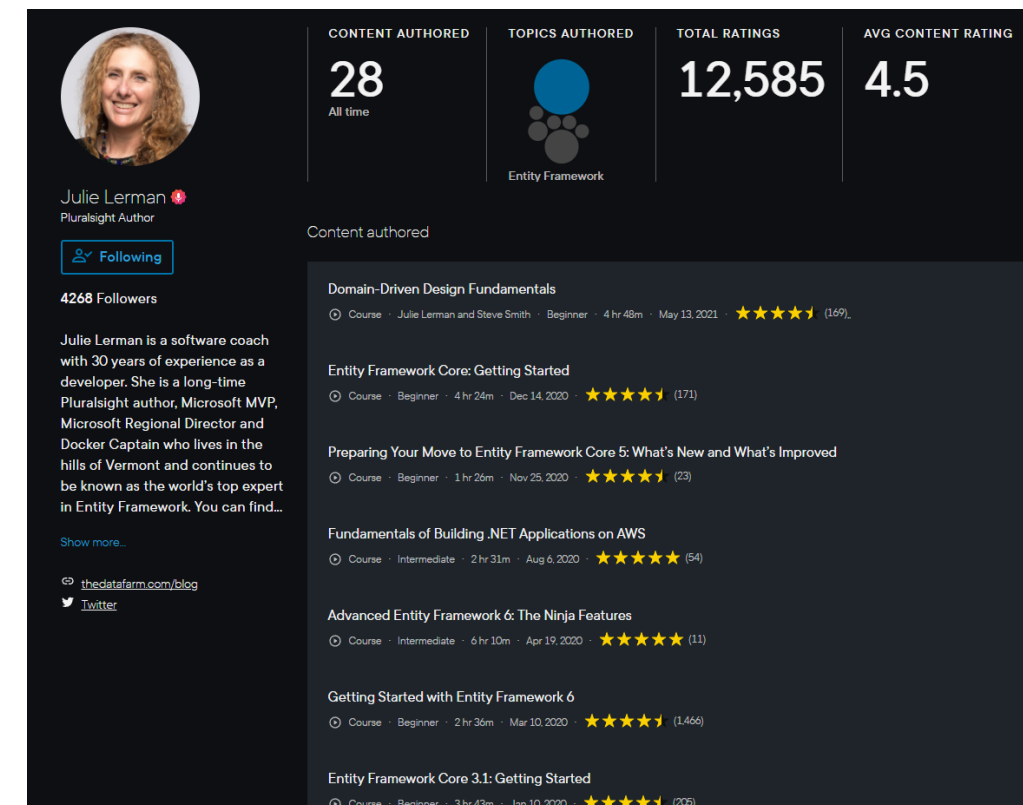 CONTENT AUTHORED
28
All time
TOPICS AUTHORED
Entity Framework
TOTAL RATINGS
12,585
AVG CONTENT RATING
4.5
Julie Lerman
Pluralsight Author
Following
4268 Followers
Julie Lerman is a software coach
with 30 years of experience as a
developer. She is a long-time
Pluralsight author, Microsoft MVP,
Microsoft Regional Director and
Docker Captain who lives in the
hills of Vermont and continues to
be known as the world's top expert
in Entity Framework. You can find...
Show more...
thedatafarm.com/blog
Twitter
Content authored
Domain-Driven Design Fundamentals
Course · Julie Lerman and Steve Smith · Beginner · 4 hr 48m · May 13, 2021 · (169)
Entity Framework Core: Getting Started
Course · Beginner · 4 hr 24m · Dec 14, 2020 · (171)
Preparing Your Move to Entity Framework Core 5: What's New and What's Improved
Course · Beginner · 1 hr 26m · Nov 25, 2020 · (23)
Fundamentals of Building .NET Applications on AWS
Course · Intermediate · 2 hr 31m · Aug 6, 2020 · (54)
Advanced Entity Framework 6: The Ninja Features
Course · Intermediate · 6 hr 10m · Apr 19, 2020 · (11)
Getting Started with Entity Framework 6
Course · Beginner · 2 hr 36m · Mar 10, 2020 · (1,466)
Entity Framework Core 3.1: Getting Started
Course · Beginner · 3 hr 43m · Jan 10, 2020 · (205)